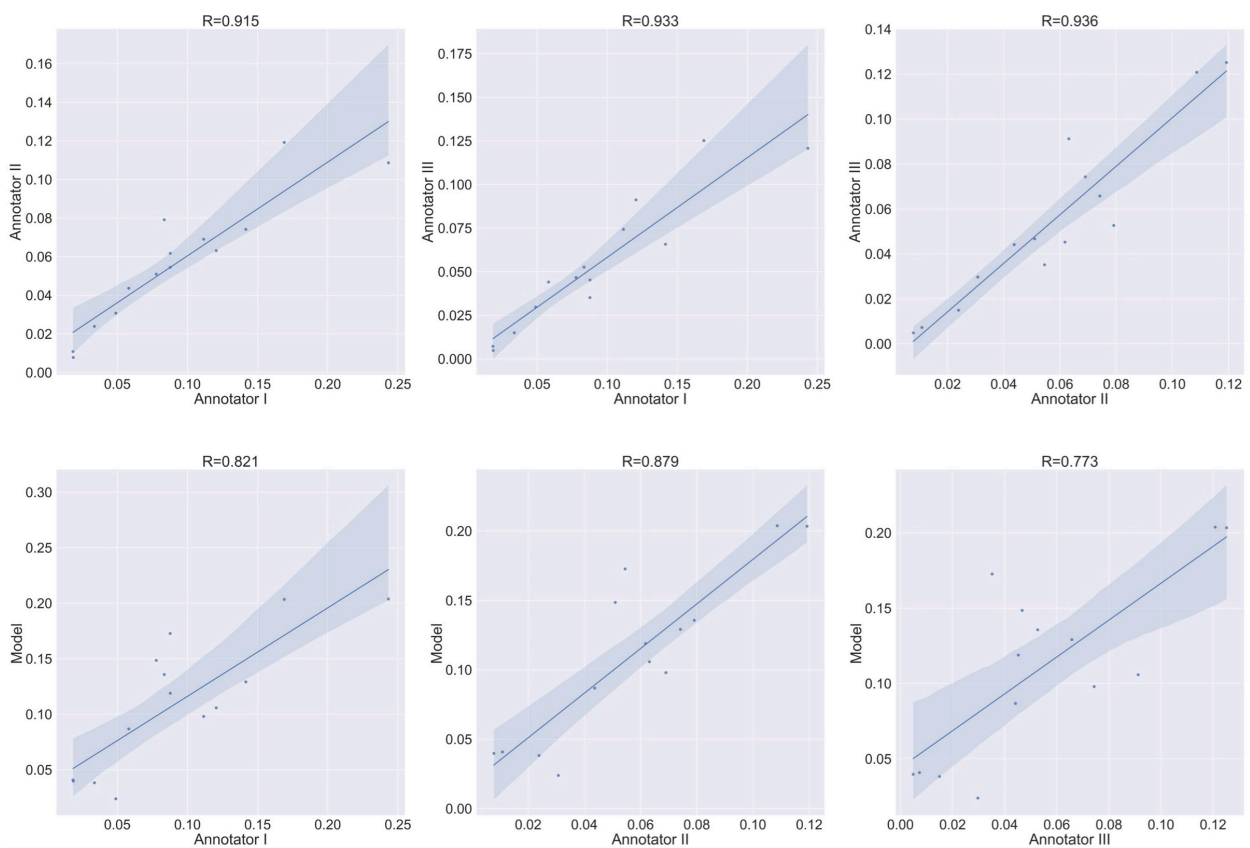 R=0.915
0.16
0.14
0.12
0.10
0.08
0.06
0.04
0.02
0.00
Annotator II
0.05 0.10 0.15 0.20 0.25
Annotator I
R=0.933
0.175
0.150
0.125
0.100
0.075
0.050
0.025
0.000
Annotator III
0.05 0.10 0.15 0.20 0.25
Annotator I
R=0.936
0.14
0.12
0.10
0.08
0.06
0.04
0.02
0.00
Annotator III
0.02 0.04 0.06 0.08 0.10 0.12
Annotator II
R=0.821
0.30
0.25
0.20
0.15
0.10
0.05
Model
0.05 0.10 0.15 0.20 0.25
Annotator I
R=0.879
0.20
0.15
0.10
0.05
0.00
Model
0.02 0.04 0.06 0.08 0.10 0.12
Annotator II
R=0.773
0.20
0.15
0.10
0.05
Model
0.00 0.02 0.04 0.06 0.08 0.10 0.12
Annotator III